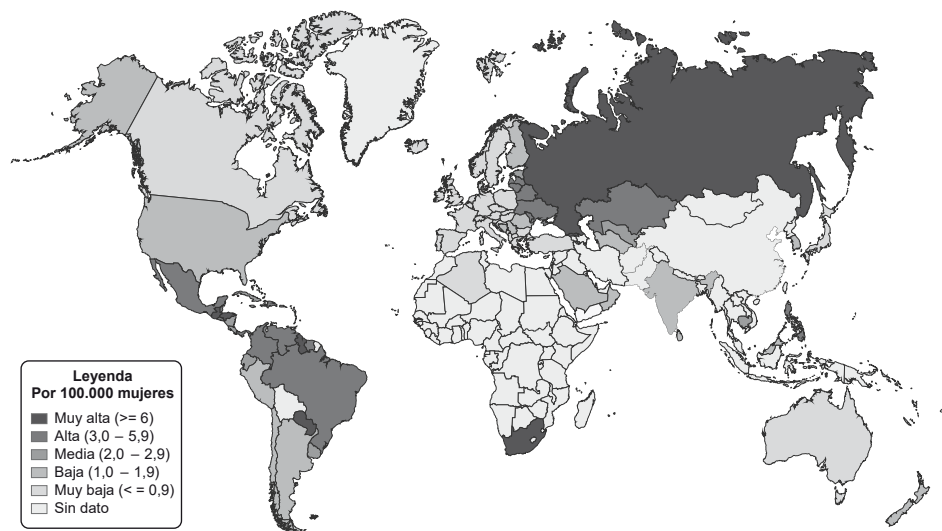 Leyenda
Por 100.000 mujeres
Muy alta (>= 6)
Alta (3,0 – 5,9)
Media (2,0 – 2,9)
Baja (1,0 – 1,9)
Muy baja (< = 0,9)
Sin dato